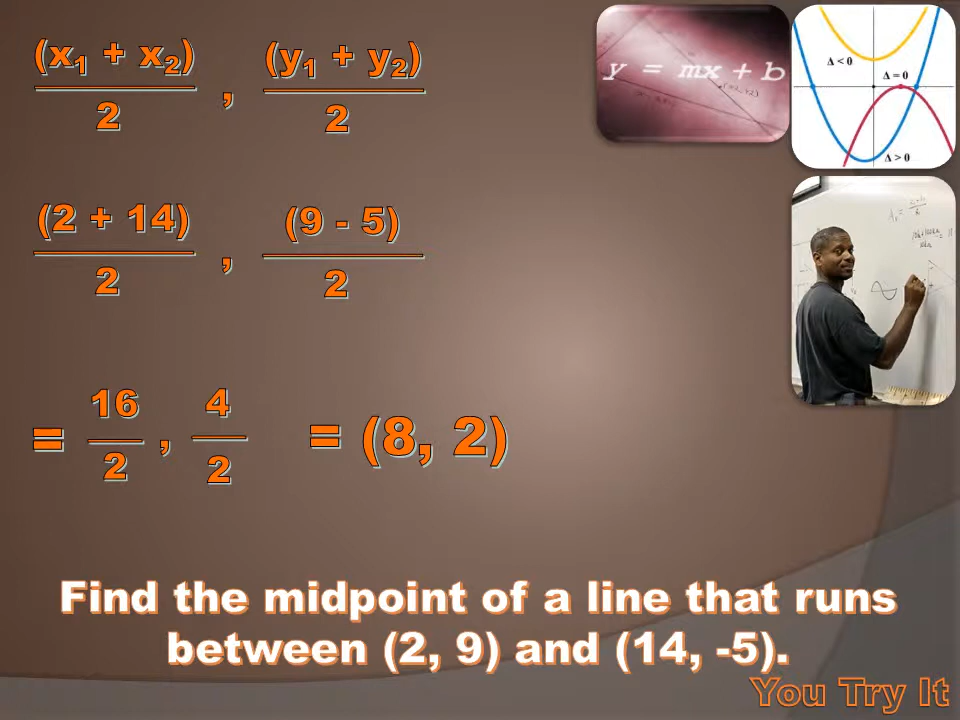 (x₁ + x₂) (y₁ + y₂)
2 , 2
y = mx + b
Δ < 0
Δ = 0
Δ > 0
(2 + 14) (9 - 5)
2 , 2
= 16 , 4 = (8, 2)
2 2
Find the midpoint of a line that runs
between (2, 9) and (14, -5).
You Try It